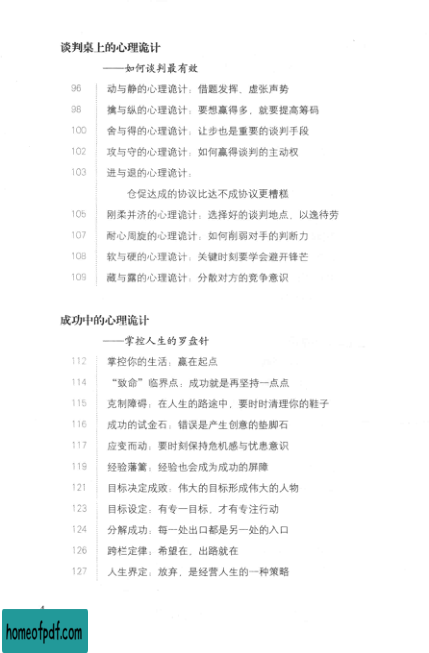 谈判桌上的心理诡计
——如何谈判最有效
96 动与静的心理诡计：借题发挥，虚张声势
98 擒与纵的心理诡计：要想赢得多，就要提高筹码
100 舍与得的心理诡计：让步也是重要的谈判手段
102 攻与守的心理诡计：如何赢得谈判的主动权
103 进与退的心理诡计：
仓促达成的协议比达不成协议更糟糕
105 刚柔并济的心理诡计：选择好的谈判地点，以逸待劳
107 耐心周旋的心理诡计：如何削弱对手的判断力
108 软与硬的心理诡计：关键时刻要学会避开锋芒
109 藏与露的心理诡计：分散对方的竞争意识
成功中的心理诡计
——掌控人生的罗盘针
112 掌控你的生活：赢在起点
114 “致命”临界点：成功就是再坚持一点点
115 克制障碍：在人生的路途中，要时时清理你的鞋子
116 成功的试金石：错误是产生创意的垫脚石
117 应变而动：要时刻保持危机感与忧患意识
119 经验藩篱：经验也会成为成功的屏障
121 目标决定成败：伟大的目标形成伟大的人物
123 目标设定：有专一目标，才有专注行动
124 分解成功：每一处出口都是另一处的入口
126 跨栏定律：希望在，出路就在
127 人生界定：放弃，是经营人生的一种策略
homeofpdf.com